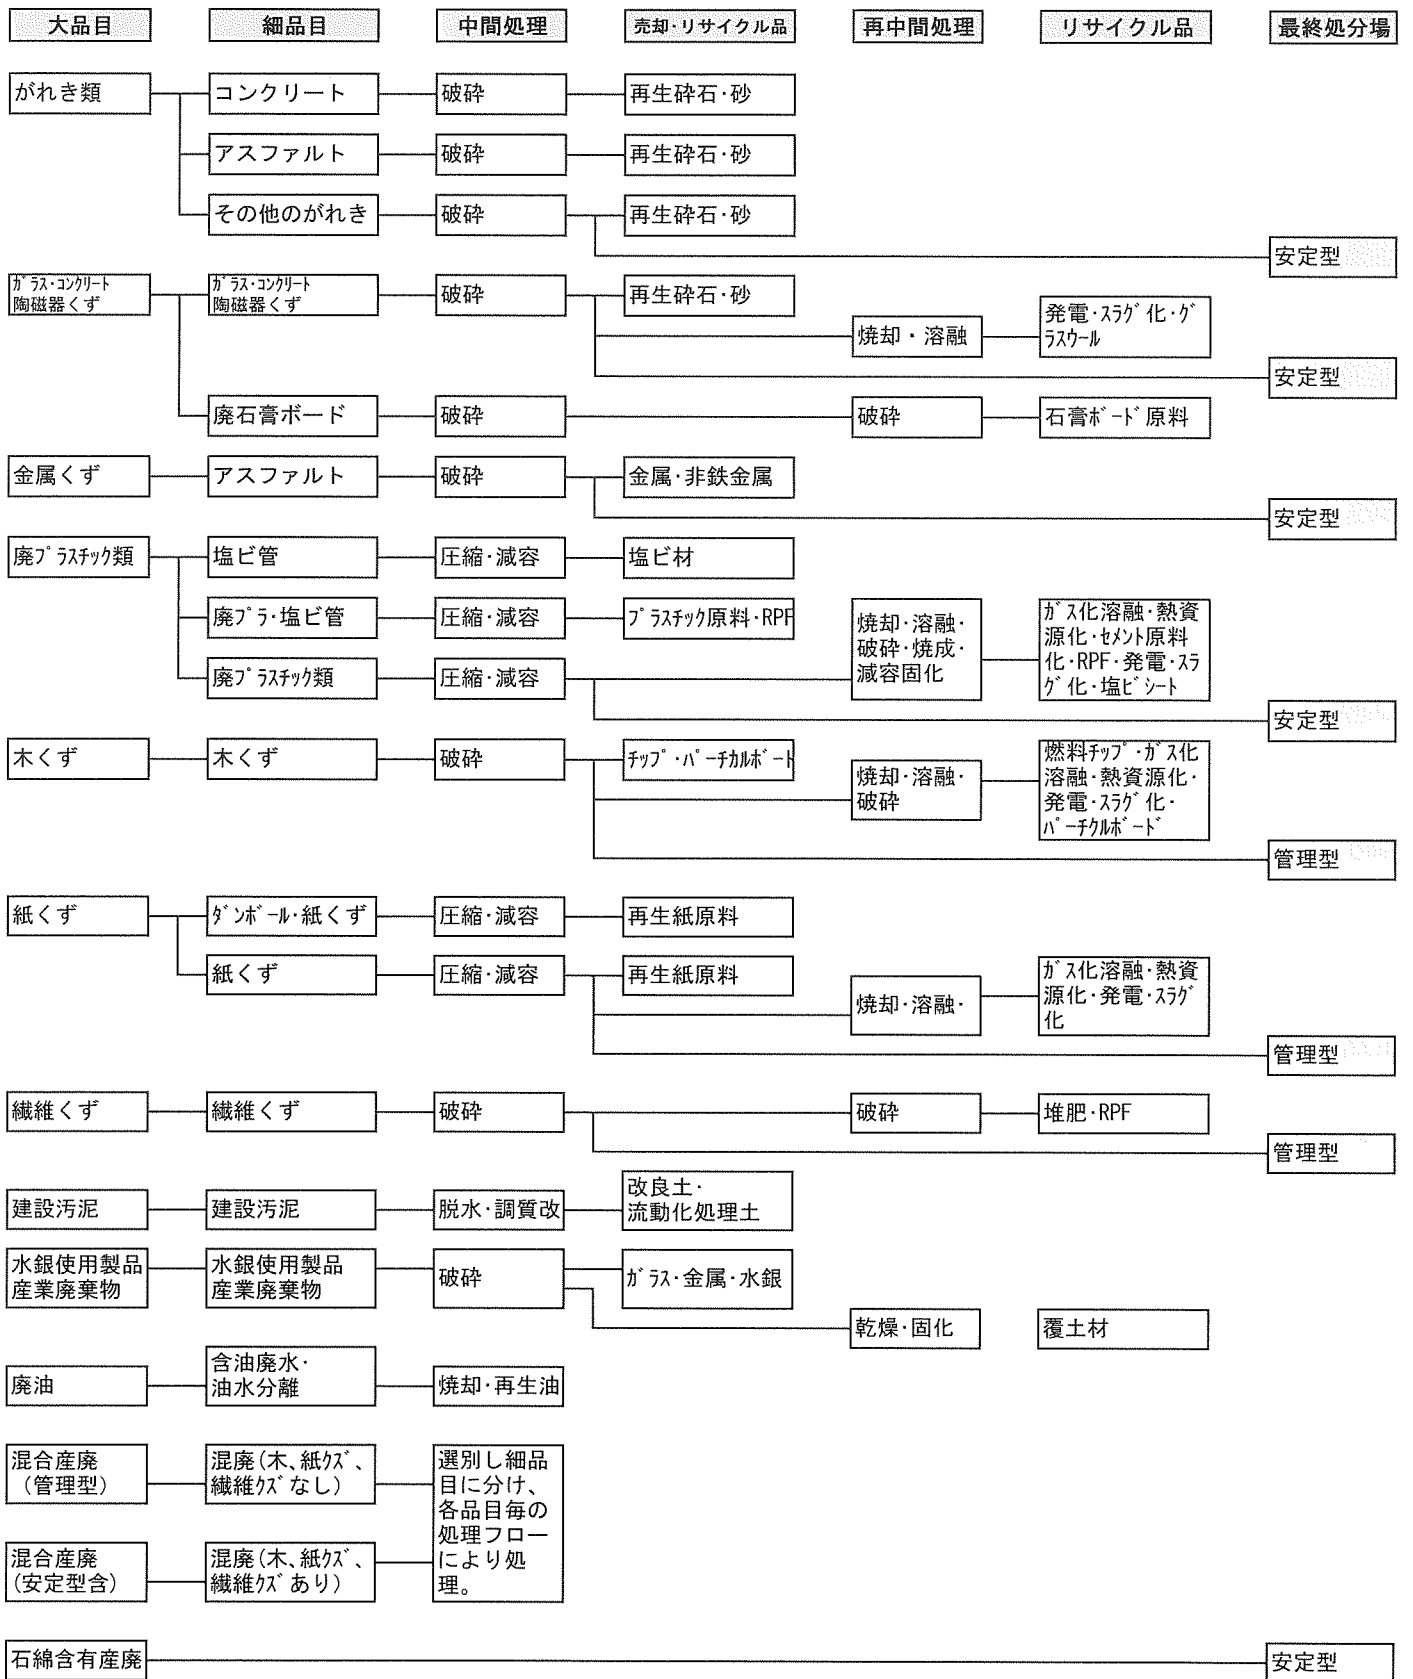 大品目
細品目
中間処理
売却・リサイクル品
再中間処理
リサイクル品
最終処分場
がれき類
コンクリート
破砕
再生砕石・砂
アスファルト
破砕
再生砕石・砂
その他のがれき
破砕
再生砕石・砂
安定型
ｶﾞﾗｽ・ｺﾝｸﾘｰﾄ
陶磁器くず
ｶﾞﾗｽ・ｺﾝｸﾘｰﾄ
陶磁器くず
破砕
再生砕石・砂
焼却・溶融
発電・ｽﾗｸﾞ化・ｸﾞ
ﾗｽｳｰﾙ
安定型
廃石膏ボード
破砕
破砕
石膏ﾎﾞｰﾄﾞ原料
金属くず
アスファルト
破砕
金属・非鉄金属
安定型
廃ﾌﾟﾗｽﾁｯｸ類
塩ビ管
圧縮・減容
塩ビ材
廃ﾌﾟﾗ・塩ビ管
圧縮・減容
ﾌﾟﾗｽﾁｯｸ原料・RPF
焼却・溶融・
破砕・焼成・
減容固化
ｶﾞｽ化溶融・熱資
源化・ｾﾒﾝﾄ原料
化・RPF・発電・ｽﾗ
ｸﾞ化・塩ﾋﾞｼｰﾄ
廃ﾌﾟﾗｽﾁｯｸ類
圧縮・減容
安定型
木くず
木くず
破砕
ﾁｯﾌﾟ・ﾊﾟｰﾁｶﾙﾎﾞｰﾄ
焼却・溶融・
破砕
燃料ﾁｯﾌﾟ・ｶﾞｽ化
溶融・熱資源化・
発電・ｽﾗｸﾞ化・
ﾊﾟｰﾁｸﾙﾎﾞｰﾄﾞ
管理型
紙くず
ﾀﾞﾝﾎﾞｰﾙ・紙くず
圧縮・減容
再生紙原料
紙くず
圧縮・減容
再生紙原料
焼却・溶融・
ｶﾞｽ化溶融・熱資
源化・発電・ｽﾗｸﾞ
化
管理型
繊維くず
繊維くず
破砕
破砕
堆肥・RPF
管理型
建設汚泥
建設汚泥
脱水・調質改
改良土・
流動化処理土
水銀使用製品
産業廃棄物
水銀使用製品
産業廃棄物
破砕
ｶﾞﾗｽ・金属・水銀
乾燥・固化
覆土材
廃油
含油廃水・
油水分離
焼却・再生油
混合産廃
（管理型）
混廃(木、紙ｸｽﾞ、
繊維ｸｽﾞなし)
選別し細品
目に分け、
各品目毎の
処理フロー
により処
理。
混合産廃
(安定型含)
混廃(木、紙ｸｽﾞ、
繊維ｸｽﾞあり)
石綿含有産廃
安定型